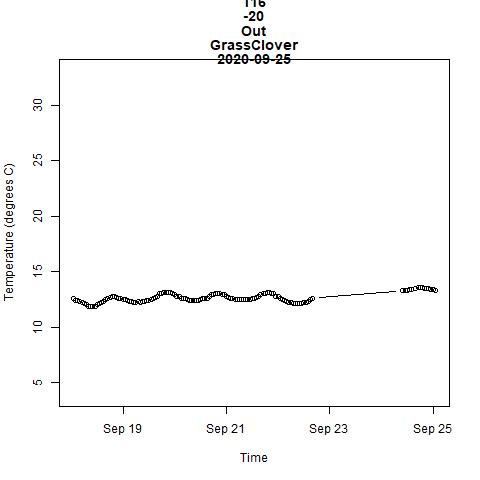 T16
-20
Out
GrassClover
2020-09-25
30
25
20
15
10
5
Temperature (degrees C)
Sep 19 Sep 21 Sep 23 Sep 25
Time